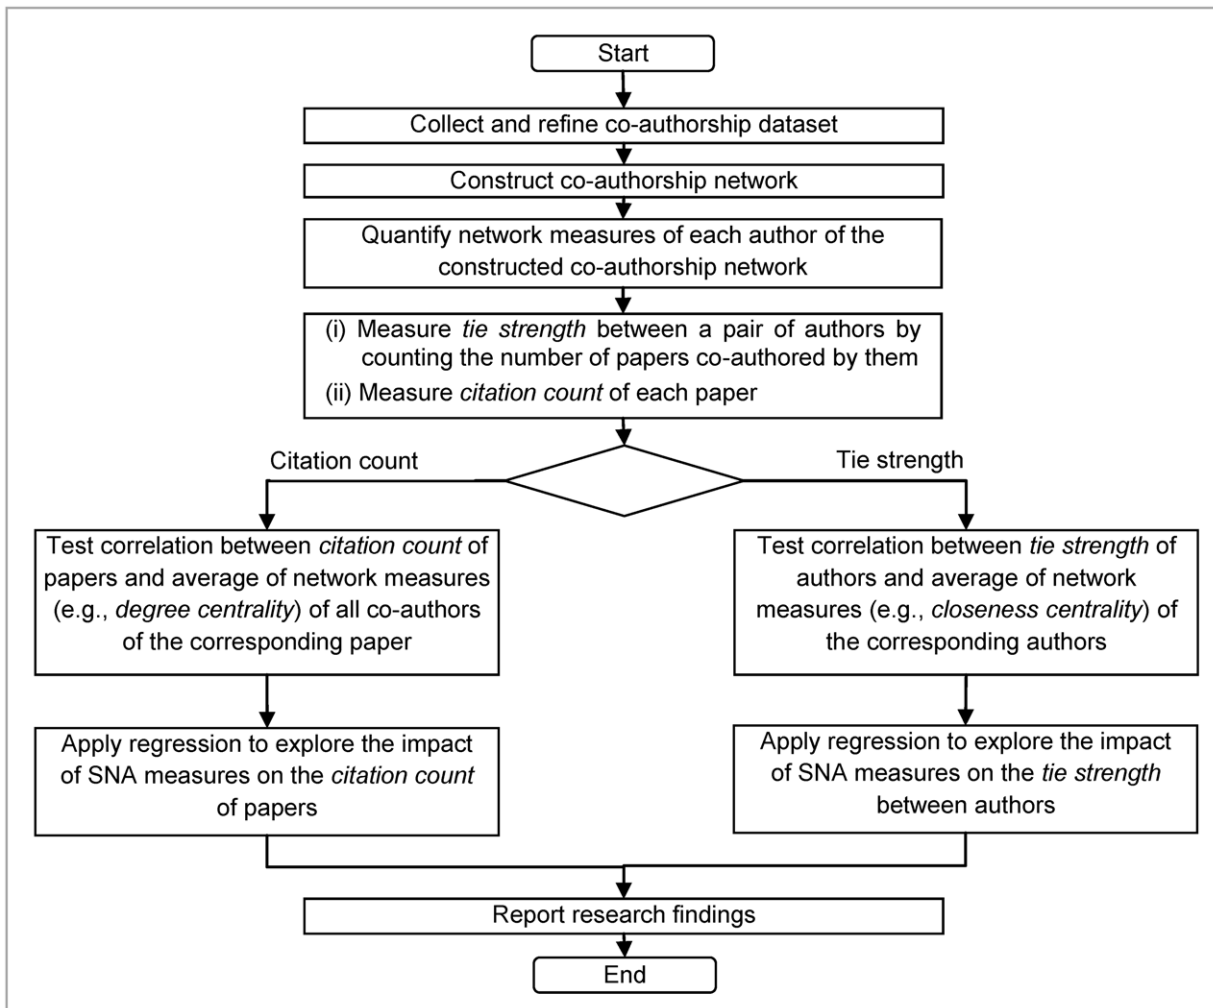 Start
Collect and refine co-authorship dataset
Construct co-authorship network
Quantify network measures of each author of the
constructed co-authorship network
(i) Measure tie strength between a pair of authors by
counting the number of papers co-authored by them
(ii) Measure citation count of each paper
Citation count
Tie strength
Test correlation between citation count of
papers and average of network measures
(e.g., degree centrality) of all co-authors
of the corresponding paper
Test correlation between tie strength of
authors and average of network
measures (e.g., closeness centrality) of
the corresponding authors
Apply regression to explore the impact
of SNA measures on the citation count
of papers
Apply regression to explore the impact
of SNA measures on the tie strength
between authors
Report research findings
End